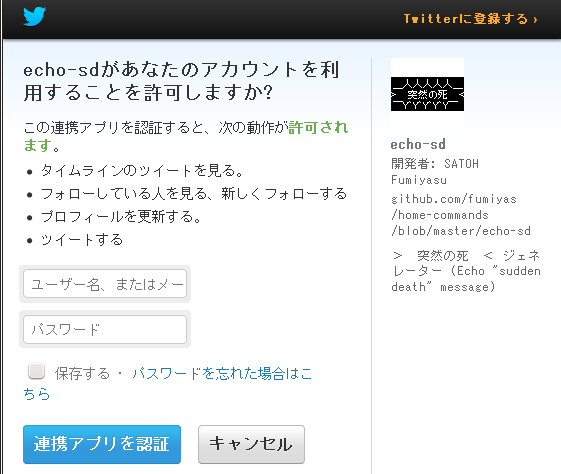 Twitterに登録する ›
echo-sdがあなたのアカウントを利
用することを許可しますか?
この連携アプリを認証すると、次の動作が許可され
ます。
• タイムラインのツイートを見る。
• フォローしている人を見る、新しくフォローする
• プロフィールを更新する。
• ツイートする
ユーザー名、またはメー
パスワード
保存する · パスワードを忘れた場合はこ
ちら
連携アプリを認証
キャンセル
人人人人人人
> 突然の死 <
YYYYYY
echo-sd
開発者: SATOH
Fumiyasu
github.com/fumiyas
/home-commands
/blob/master/echo-sd
> 突然の死 < ジェネ
レーター (Echo "sudden
death" message)